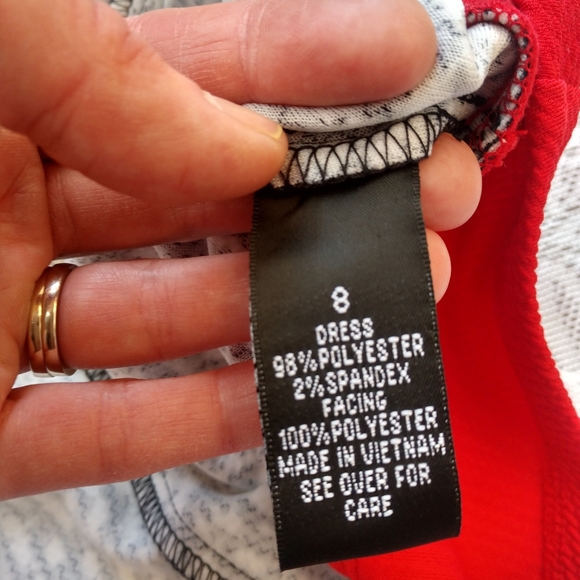 8
DRESS
98%POLYESTER
2%SPANDEX
FACING
100%POLYESTER
MADE IN VIETNAM
SEE OVER FOR
CARE